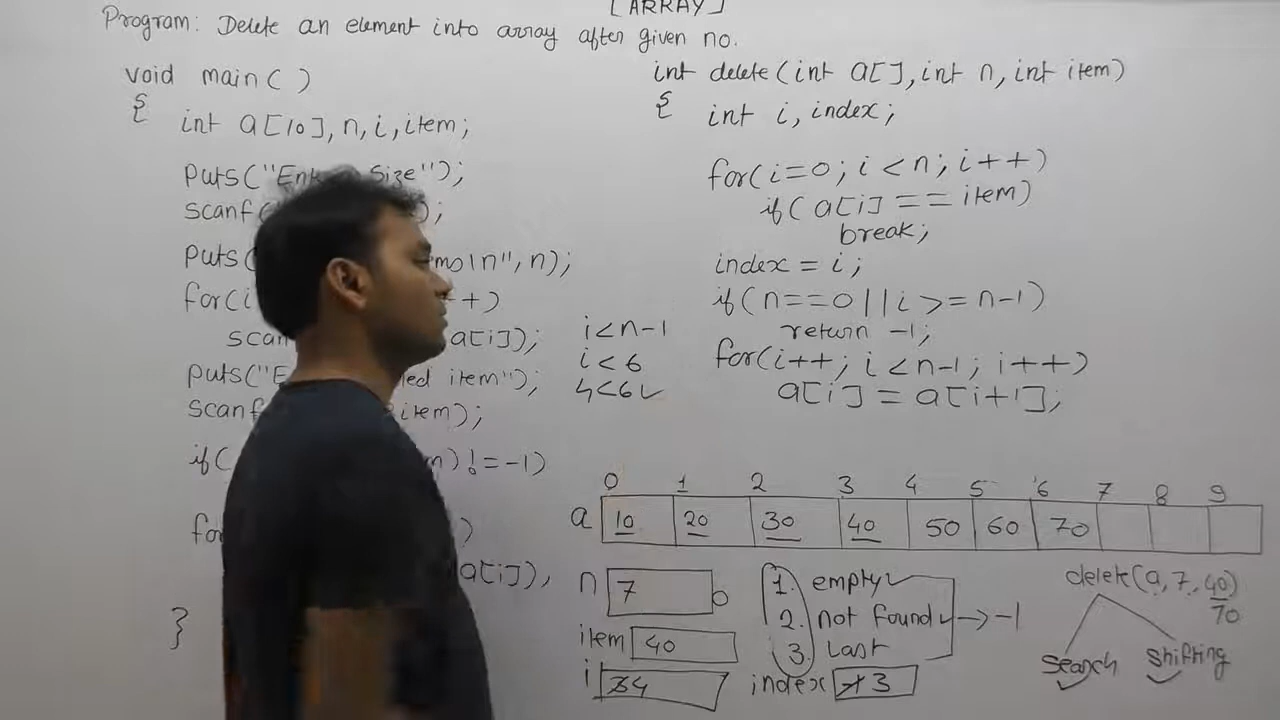 [ARRAY]
Program: Delete an element into array after given no.
void main( )
{
int a[10], n, i, item;
puts(" Size");
scanf ;
puts( \n", n);
for(i ++)
scan a[i]);
puts("E ed item");
scanf item);
if( ) != -1)
for )
a[i]),
}
int delete(int a[], int n, int item)
{ int i, index;
for(i=0; i<n; i++)
if( a[i] == item)
break;
index = i;
if(n==0 || i >= n-1)
return -1;
for(i++; i<n-1; i++)
a[i] = a[i+1];
i<n-1
i<6
4<6✓
0 1 2 3 4 5 6 7 8 9
a 10 20 30 40 50 60 70
n 7 0
item 40
i 3 4
1. empty✓
2. not found✓ → -1
3. Last
index 3
delete(a, 7, 40)
70
Search Shifting